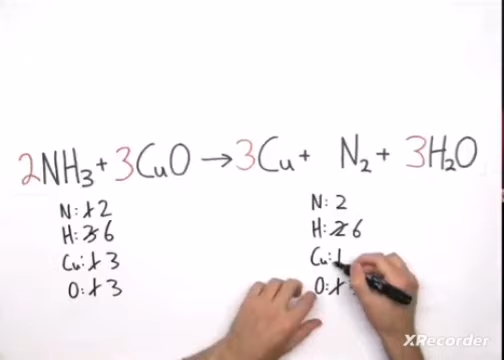 2NH₃ + 3CuO → 3Cu + N₂ + 3H₂O
N: 1 2
H: 3 6
Cu: 1 3
O: 1 3
N: 2
H: 2 6
Cu: 1
O: 1
XRecorder